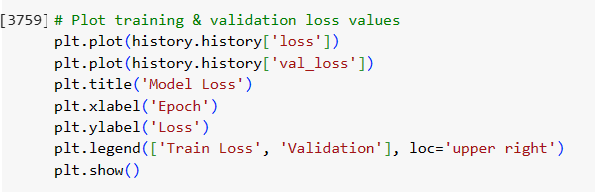 [3759] # Plot training & validation loss values
plt.plot(history.history['loss'])
plt.plot(history.history['val_loss'])
plt.title('Model Loss')
plt.xlabel('Epoch')
plt.ylabel('Loss')
plt.legend(['Train Loss', 'Validation'], loc='upper right')
plt.show()